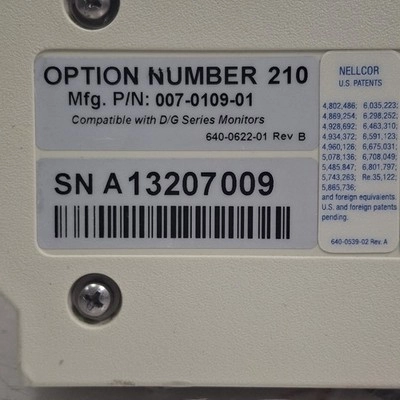 OPTION NUMBER 210
Mfg. P/N: 007-0109-01
Compatible with D/G Series Monitors
640-0622-01 Rev B
SN A13207009
NELLCOR
U.S. PATENTS
4,802,486; 6,035,223;
4,869,254; 6,298,252;
4,928,692; 6,463,310;
4,934,372; 6,591,123;
4,960,126; 6,675,031;
5,078,136; 6,708,049;
5,485,847; 6,801,797;
5,743,263; Re.35,122;
5,865,736;
and foreign equivalents.
U.S. and foreign patents
pending.
640-0539-02 Rev. A